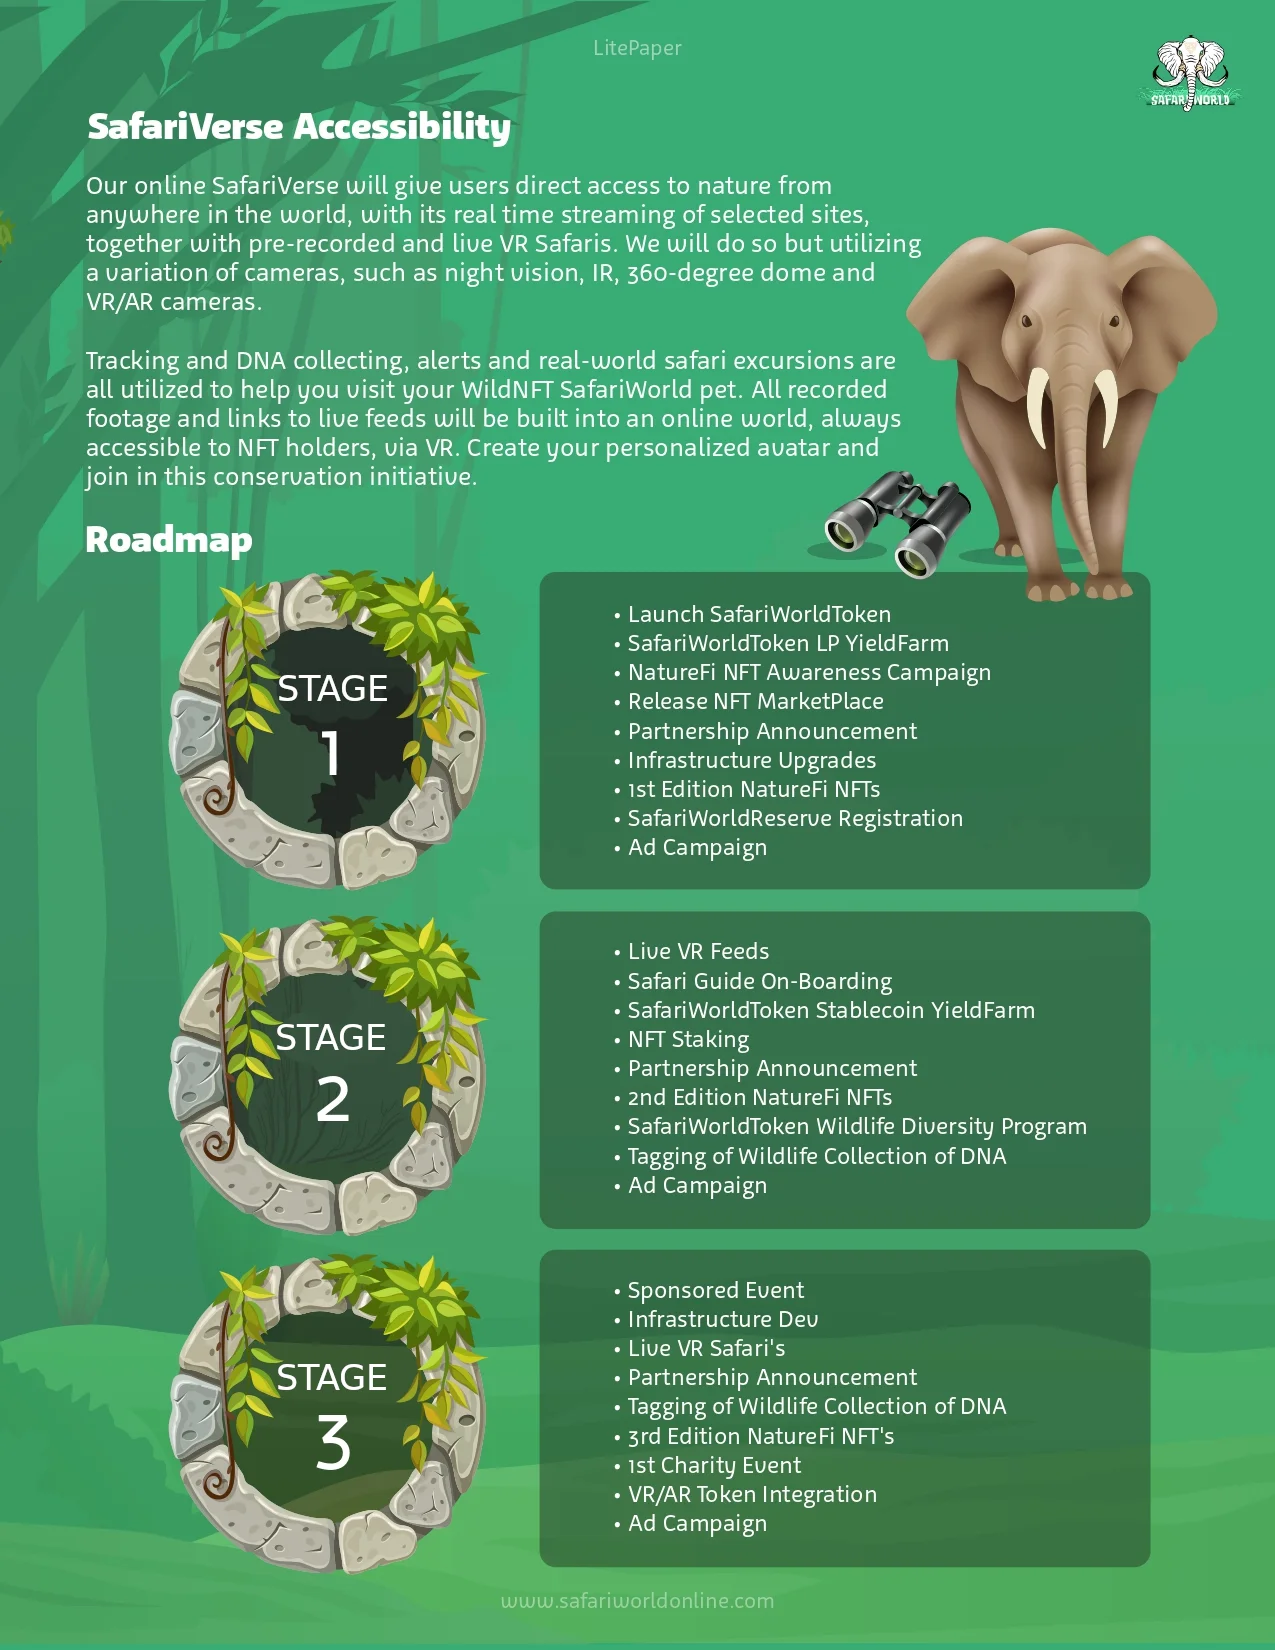 LitePaper
SAFARIWORLD
SafariVerse Accessibility
Our online SafariVerse will give users direct access to nature from
anywhere in the world, with its real time streaming of selected sites,
together with pre-recorded and live VR Safaris. We will do so but utilizing
a variation of cameras, such as night vision, IR, 360-degree dome and
VR/AR cameras.
Tracking and DNA collecting, alerts and real-world safari excursions are
all utilized to help you visit your WildNFT SafariWorld pet. All recorded
footage and links to live feeds will be built into an online world, always
accessible to NFT holders, via VR. Create your personalized avatar and
join in this conservation initiative.
Roadmap
STAGE
1
• Launch SafariWorldToken
• SafariWorldToken LP YieldFarm
• NatureFi NFT Awareness Campaign
• Release NFT MarketPlace
• Partnership Announcement
• Infrastructure Upgrades
• 1st Edition NatureFi NFTs
• SafariWorldReserve Registration
• Ad Campaign
STAGE
2
• Live VR Feeds
• Safari Guide On-Boarding
• SafariWorldToken Stablecoin YieldFarm
• NFT Staking
• Partnership Announcement
• 2nd Edition NatureFi NFTs
• SafariWorldToken Wildlife Diversity Program
• Tagging of Wildlife Collection of DNA
• Ad Campaign
STAGE
3
• Sponsored Event
• Infrastructure Dev
• Live VR Safari's
• Partnership Announcement
• Tagging of Wildlife Collection of DNA
• 3rd Edition NatureFi NFT's
• 1st Charity Event
• VR/AR Token Integration
• Ad Campaign
www.safariworldonline.com